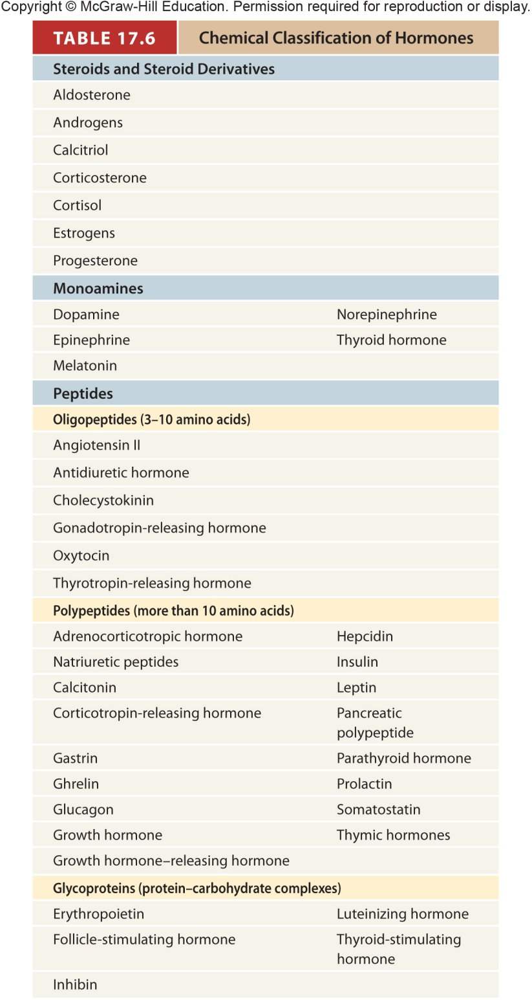 Copyright © McGraw-Hill Education. Permission required for reproduction or display.
TABLE 17.6 Chemical Classification of Hormones
Steroids and Steroid Derivatives
Aldosterone
Androgens
Calcitriol
Corticosterone
Cortisol
Estrogens
Progesterone
Monoamines
Dopamine Norepinephrine
Epinephrine Thyroid hormone
Melatonin
Peptides
Oligopeptides (3–10 amino acids)
Angiotensin II
Antidiuretic hormone
Cholecystokinin
Gonadotropin-releasing hormone
Oxytocin
Thyrotropin-releasing hormone
Polypeptides (more than 10 amino acids)
Adrenocorticotropic hormone Hepcidin
Natriuretic peptides Insulin
Calcitonin Leptin
Corticotropin-releasing hormone Pancreatic
polypeptide
Gastrin Parathyroid hormone
Ghrelin Prolactin
Glucagon Somatostatin
Growth hormone Thymic hormones
Growth hormone–releasing hormone
Glycoproteins (protein–carbohydrate complexes)
Erythropoietin Luteinizing hormone
Follicle-stimulating hormone Thyroid-stimulating
hormone
Inhibin